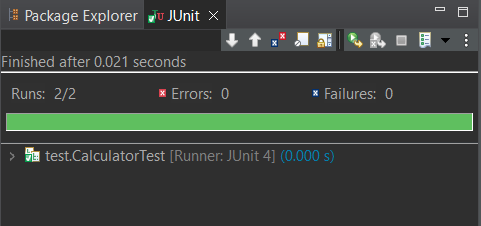 Package Explorer JUnit
Finished after 0.021 seconds
Runs: 2/2 Errors: 0 Failures: 0
test.CalculatorTest [Runner: JUnit 4] (0.000 s)